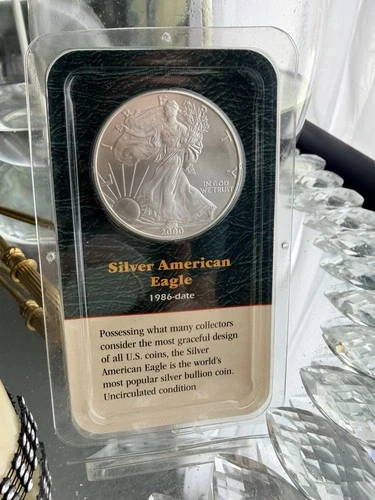 LIBERTY
IN GOD
WE TRUST
2000
Silver American
Eagle
1986-date
Possessing what many collectors
consider the most graceful design
of all U.S. coins, the Silver
American Eagle is the world's
most popular silver bullion coin.
Uncirculated condition